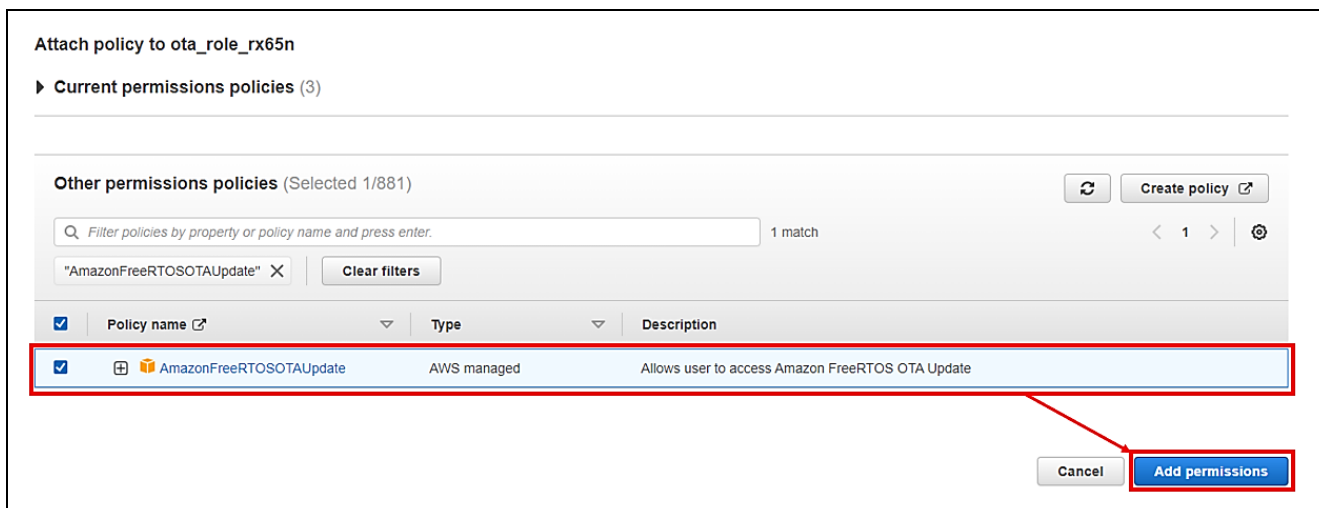 Attach policy to ota_role_rx65n
Current permissions policies (3)
Other permissions policies (Selected 1/881)
Create policy
Filter policies by property or policy name and press enter.
1 match
1
"AmazonFreeRTOSOTAUpdate"
Clear filters
Policy name
Type
Description
AmazonFreeRTOSOTAUpdate
AWS managed
Allows user to access Amazon FreeRTOS OTA Update
Cancel
Add permissions